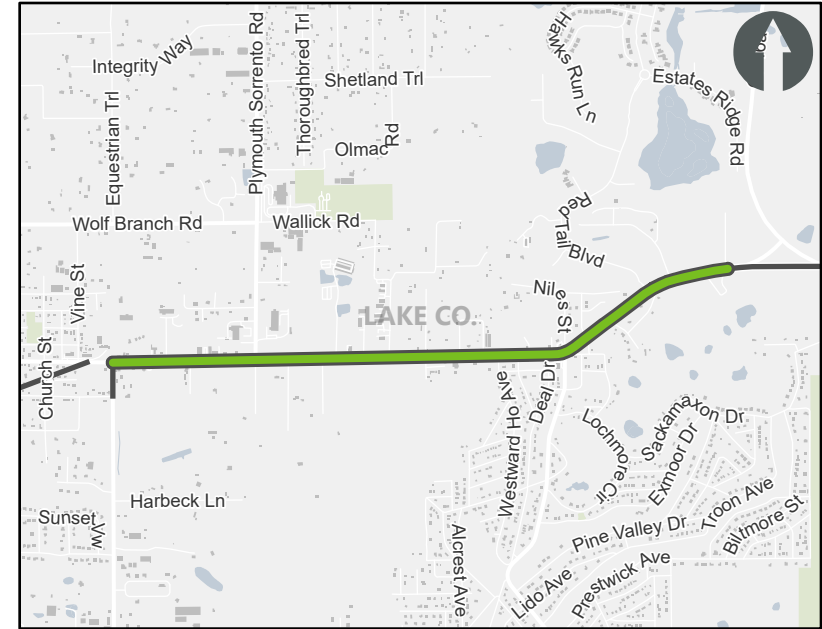 Integrity Way
Equestrian Trl
Plymouth Sorrento Rd
Thoroughbred Trl
Shetland Trl
Olmac Rd
Hawks Run Ln
Estates Ridge Rd
Wolf Branch Rd
Wallick Rd
Red Tail Blvd
Vine St
Niles St
LAKE CO.
Church St
Westward Ho Ave
Deal Dr
Lochmore Cir
Sackamaxon Dr
Exmoor Dr
Harbeck Ln
Sunset
Vw
Alcrest Ave
Pine Valley Dr
Troon Ave
Biltmore St
Lido Ave
Prestwick Ave